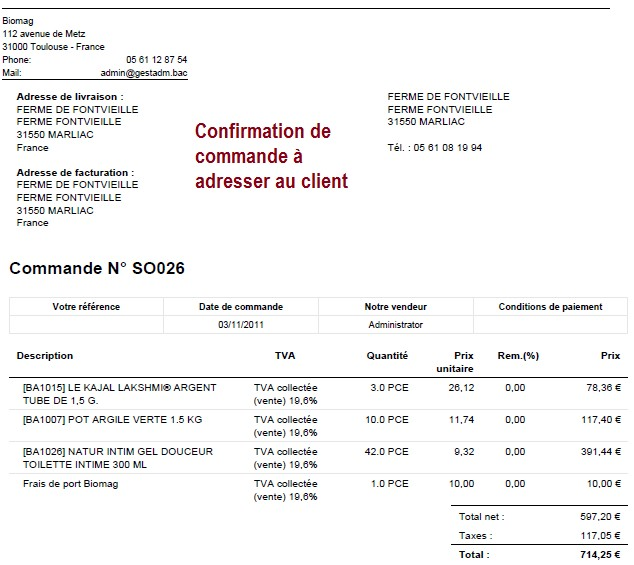 Biomag
112 avenue de Metz
31000 Toulouse - France
Phone: 05 61 12 87 54
Mail: admin@gestadm.bac
Adresse de livraison :
FERME DE FONTVIEILLE
FERME FONTVIEILLE
31550 MARLIAC
France
Adresse de facturation :
FERME DE FONTVIEILLE
FERME FONTVIEILLE
31550 MARLIAC
France
Confirmation de
commande à
adresser au client
FERME DE FONTVIEILLE
FERME FONTVIEILLE
31550 MARLIAC
Tél. : 05 61 08 19 94
Commande N° SO026
Votre référence Date de commande Notre vendeur Conditions de paiement
03/11/2011 Administrator
Description TVA Quantité Prix Rem.(%) Prix
unitaire
[BA1015] LE KAJAL LAKSHMI® ARGENT TVA collectée 3.0 PCE 26,12 0,00 78,36 €
TUBE DE 1,5 G. (vente) 19,6%
[BA1007] POT ARGILE VERTE 1.5 KG TVA collectée 10.0 PCE 11,74 0,00 117,40 €
(vente) 19,6%
[BA1026] NATUR INTIM GEL DOUCEUR TVA collectée 42.0 PCE 9,32 0,00 391,44 €
TOILETTE INTIME 300 ML (vente) 19,6%
Frais de port Biomag TVA collectée 1.0 PCE 10,00 0,00 10,00 €
(vente) 19,6%
Total net : 597,20 €
Taxes : 117,05 €
Total : 714,25 €